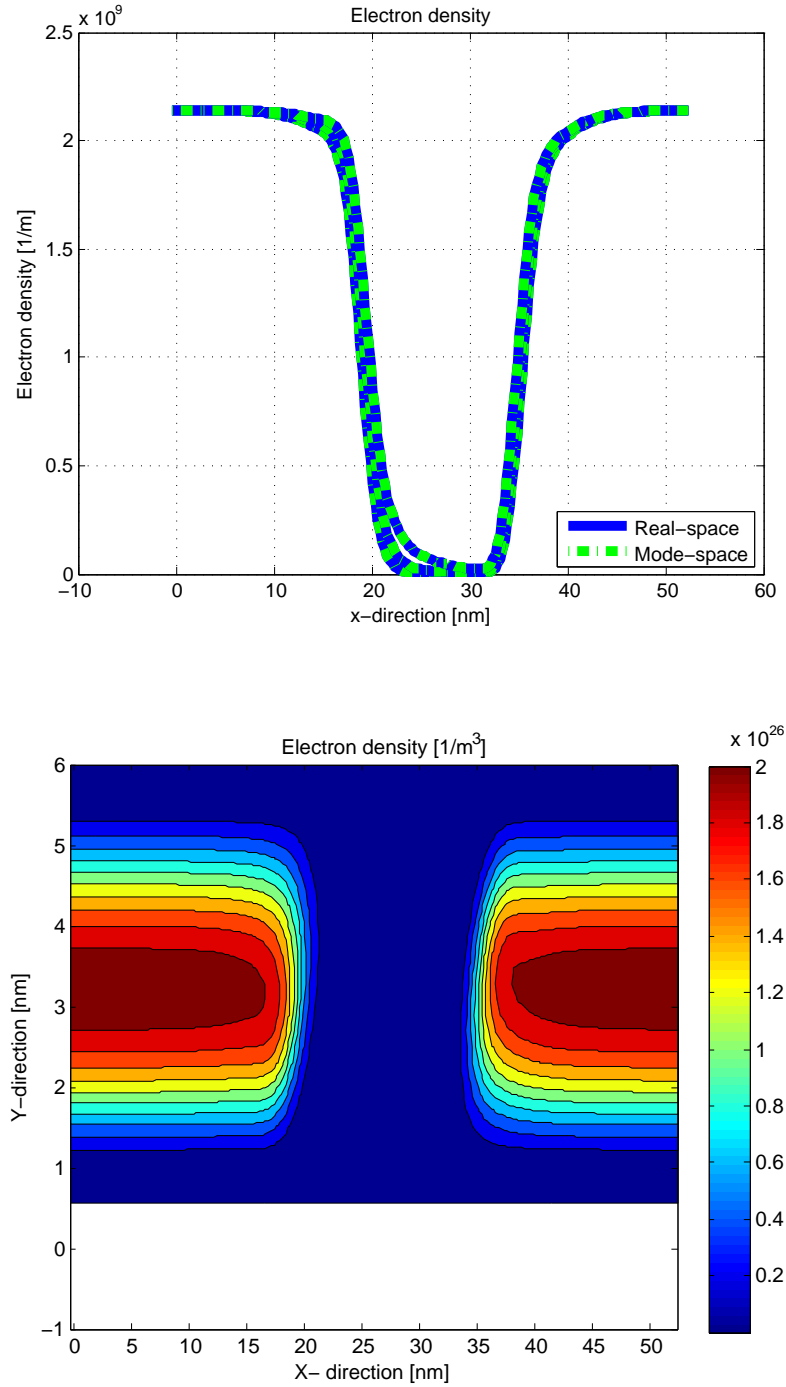 Electron density
x 10^9
2.5
2
1.5
1
0.5
0
Electron density [1/m]
−10 0 10 20 30 40 50 60
x−direction [nm]
Real−space
Mode−space
Electron density [1/m^3]
x 10^26
6
5
4
3
2
1
0
−1
Y−direction [nm]
0 5 10 15 20 25 30 35 40 45 50
X− direction [nm]
2
1.8
1.6
1.4
1.2
1
0.8
0.6
0.4
0.2